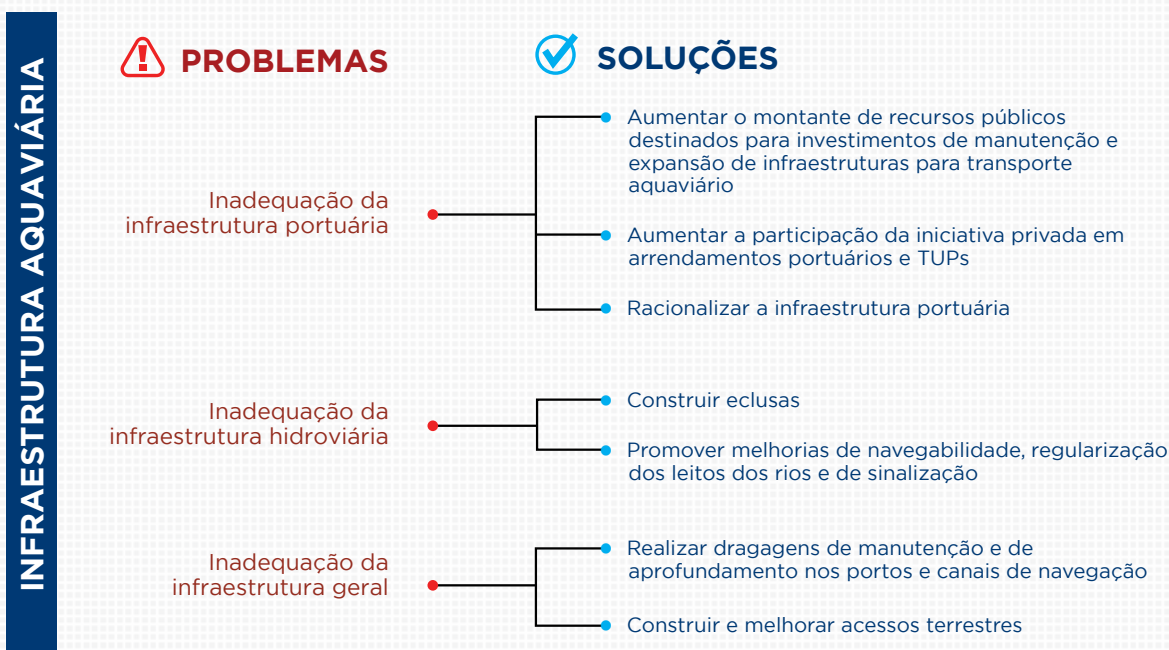 INFRAESTRUTURA AQUAVIÁRIA
PROBLEMAS
SOLUÇÕES
Inadequação da
infraestrutura portuária
Aumentar o montante de recursos públicos
destinados para investimentos de manutenção e
expansão de infraestruturas para transporte
aquaviário
Aumentar a participação da iniciativa privada em
arrendamentos portuários e TUPs
Racionalizar a infraestrutura portuária
Inadequação da
infraestrutura hidroviária
Construir eclusas
Promover melhorias de navegabilidade, regularização
dos leitos dos rios e de sinalização
Inadequação da
infraestrutura geral
Realizar dragagens de manutenção e de
aprofundamento nos portos e canais de navegação
Construir e melhorar acessos terrestres